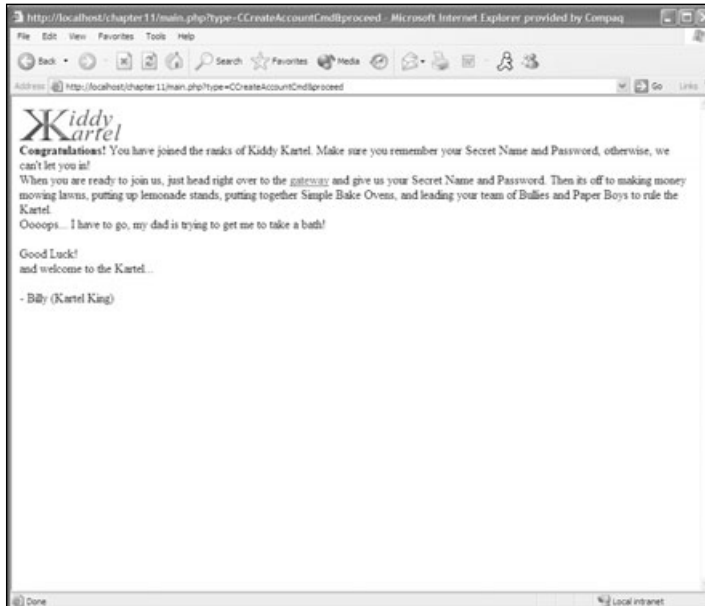 http://localhost/chapter11/main.php?type=CCreateAccountCmd&proceed - Microsoft Internet Explorer provided by Compaq
File Edit View Favorites Tools Help
Back Search Favorites Media
Address http://localhost/chapter11/main.php?type=CCreateAccountCmd&proceed Go Links
Kiddy
Kartel
Congratulations! You have joined the ranks of Kiddy Kartel. Make sure you remember your Secret Name and Password, otherwise, we
can't let you in!
When you are ready to join us, just head right over to the gateway and give us your Secret Name and Password. Then its off to making money
mowing lawns, putting up lemonade stands, putting together Simple Bake Ovens, and leading your team of Bullies and Paper Boys to rule the
Kartel.
Oooops... I have to go, my dad is trying to get me to take a bath!
Good Luck!
and welcome to the Kartel...
- Billy (Kartel King)
Done Local intranet